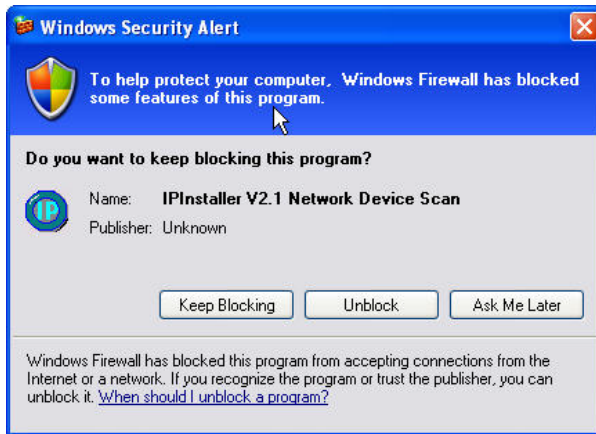 Windows Security Alert
To help protect your computer, Windows Firewall has blocked
some features of this program.
Do you want to keep blocking this program?
IP
Name: IPInstaller V2.1 Network Device Scan
Publisher: Unknown
Keep Blocking Unblock Ask Me Later
Windows Firewall has blocked this program from accepting connections from the
Internet or a network. If you recognize the program or trust the publisher, you can
unblock it. When should I unblock a program?